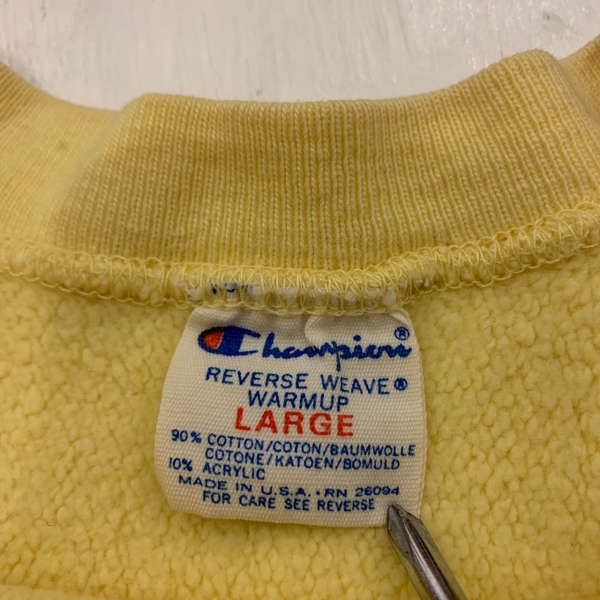 Champion®
REVERSE WEAVE®
WARMUP
LARGE
90% COTTON/COTON/BAUMWOLLE
COTONE/KATOEN/BOMULD
10% ACRYLIC
MADE IN U.S.A. • RN 26094
FOR CARE SEE REVERSE